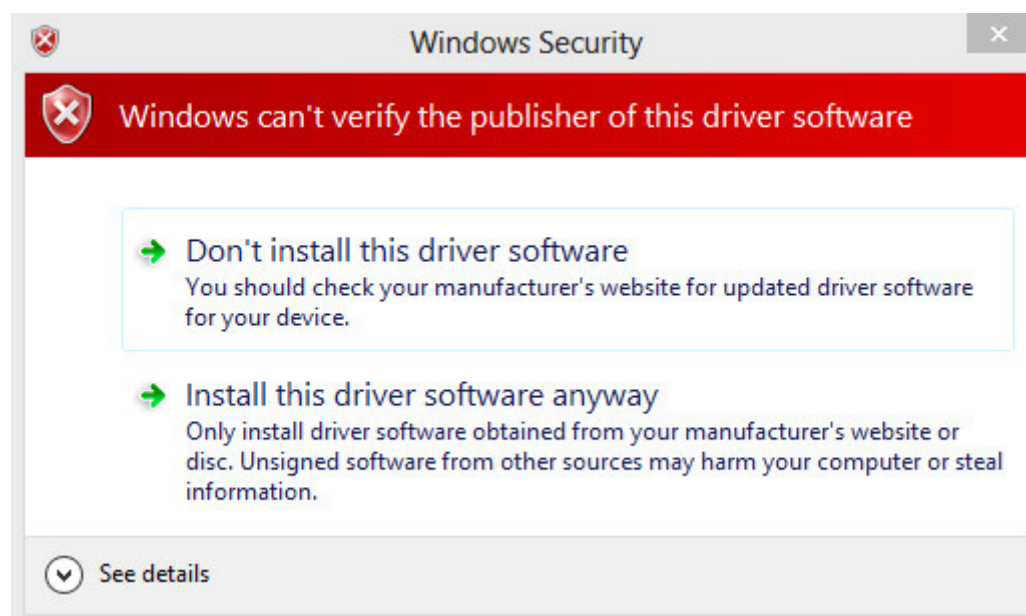 Windows Security
Windows can't verify the publisher of this driver software
Don't install this driver software
You should check your manufacturer's website for updated driver software
for your device.
Install this driver software anyway
Only install driver software obtained from your manufacturer's website or
disc. Unsigned software from other sources may harm your computer or steal
information.
See details